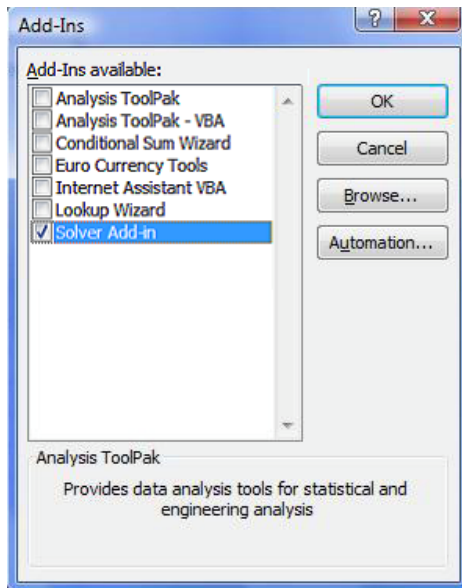 Add-Ins
?
X
Add-Ins available:
Analysis ToolPak
Analysis ToolPak - VBA
Conditional Sum Wizard
Euro Currency Tools
Internet Assistant VBA
Lookup Wizard
Solver Add-in
OK
Cancel
Browse...
Automation...
Analysis ToolPak
Provides data analysis tools for statistical and
engineering analysis